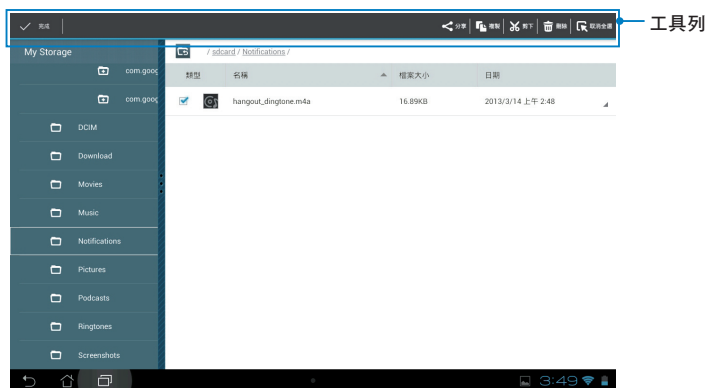 完成 分享 複製 剪下 刪除 取消全選
工具列
My Storage
/ sdcard / Notifications /
com.goog
類型 名稱 檔案大小 日期
com.goog
hangout_dingtone.m4a 16.89KB 2013/3/14 上午 2:48
DCIM
Download
Movies
Music
Notifications
Pictures
Podcasts
Ringtones
Screenshots
3:49